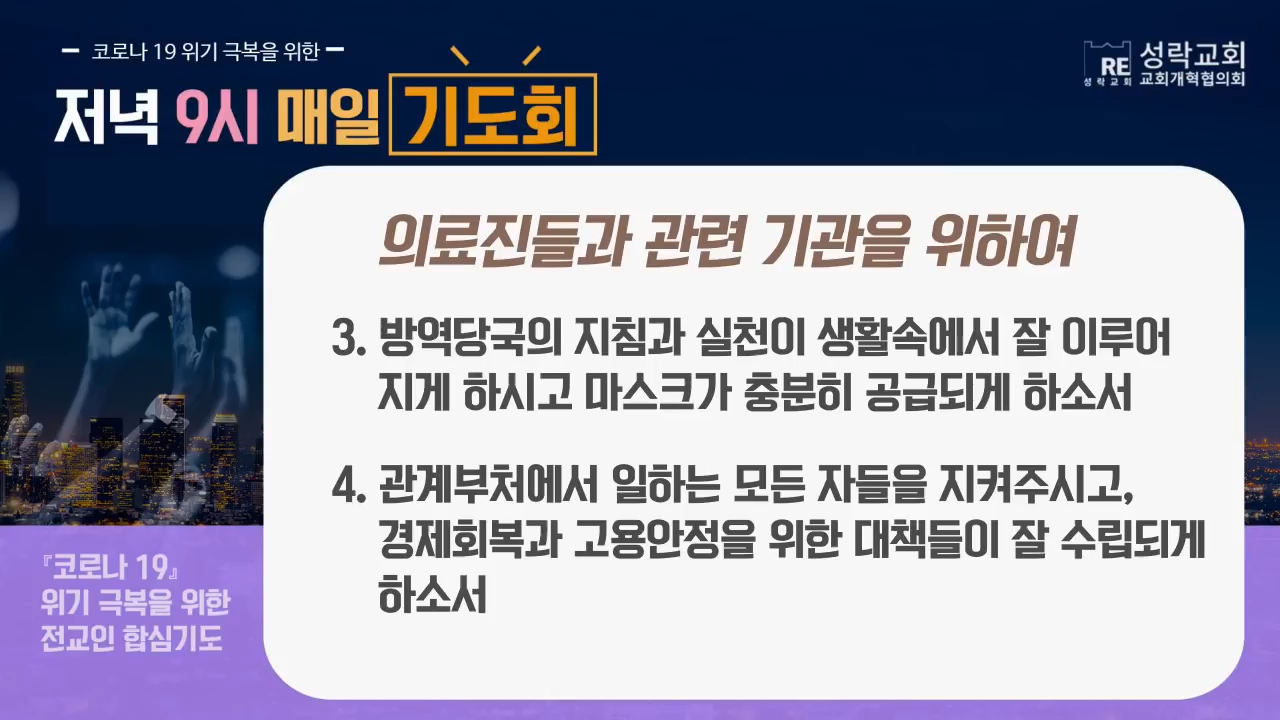 코로나 19 위기 극복을 위한
저녁 9시 매일 기도회
RE
성락교회
성락교회
교회개혁협의회
의료진들과 관련 기관을 위하여
3. 방역당국의 지침과 실천이 생활속에서 잘 이루어
지게 하시고 마스크가 충분히 공급되게 하소서
4. 관계부처에서 일하는 모든 자들을 지켜주시고,
경제회복과 고용안정을 위한 대책들이 잘 수립되게
하소서
『코로나 19』
위기 극복을 위한
전교인 합심기도